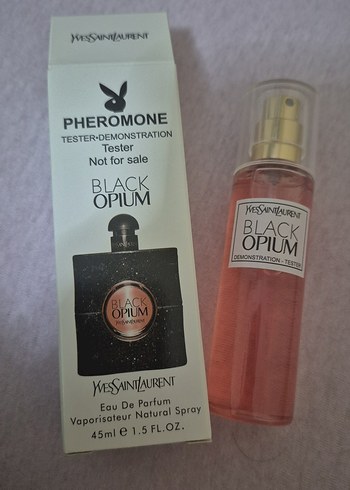 YVESSAINTLAURENT
PHEROMONE
TESTER•DEMONSTRATION
Tester
Not for sale
BLACK
OPIUM
BLACK
OPIUM
YVESSAINTLAURENT
YVESSAINTLAURENT
Eau De Parfum
Vaporisateur Natural Spray
45ml e 1.5 FL.OZ.
YVESSAINTLAURENT
BLACK
OPIUM
DEMONSTRATION - TESTER